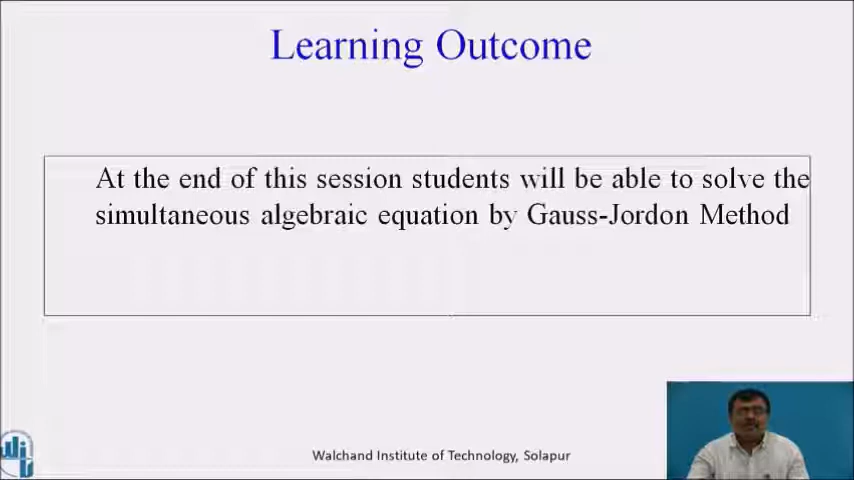 Learning Outcome
At the end of this session students will be able to solve the
simultaneous algebraic equation by Gauss-Jordon Method
Walchand Institute of Technology, Solapur